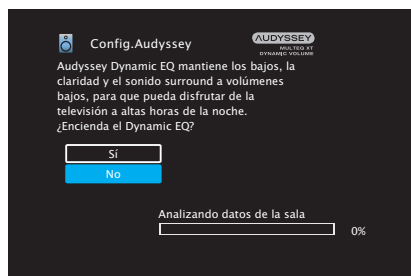 Config.Audyssey
AUDYSSEY
MULTEQ XT
DYNAMIC VOLUME
Audyssey Dynamic EQ mantiene los bajos, la
claridad y el sonido surround a volúmenes
bajos, para que pueda disfrutar de la
televisión a altas horas de la noche.
¿Encienda el Dynamic EQ?
Sí
No
Analizando datos de la sala
0%